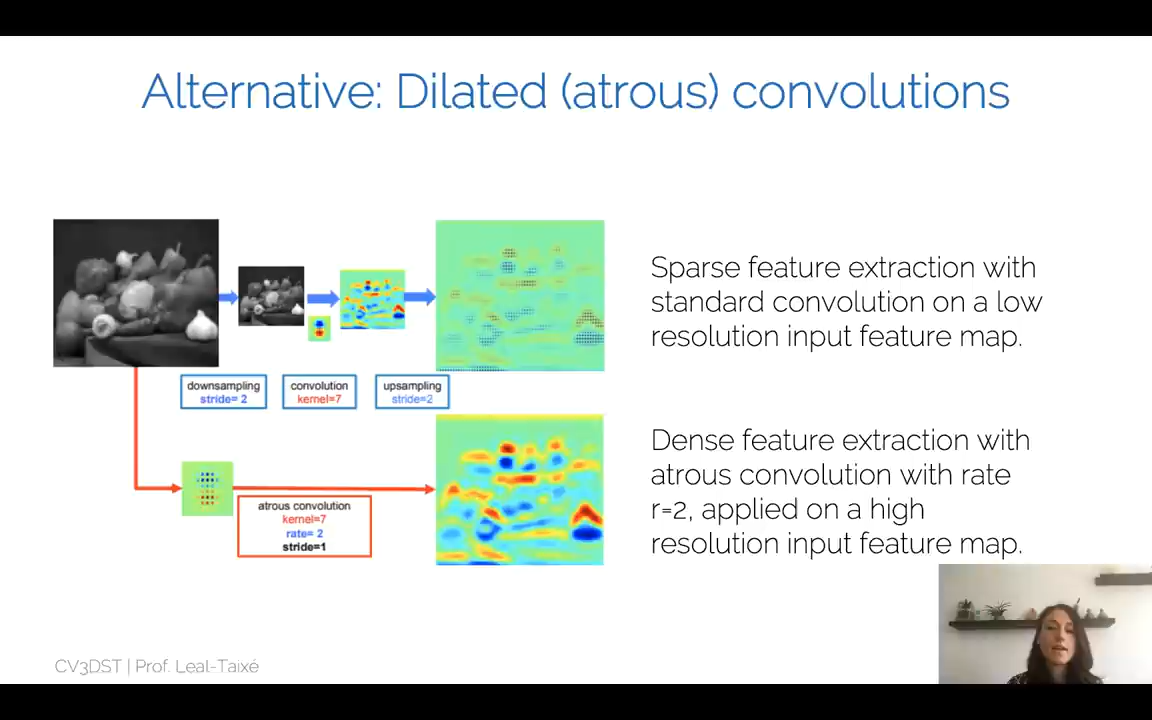 Alternative: Dilated (atrous) convolutions
downsampling
stride= 2
convolution
kernel=7
upsampling
stride=2
Sparse feature extraction with
standard convolution on a low
resolution input feature map.
atrous convolution
kernel=7
rate= 2
stride=1
Dense feature extraction with
atrous convolution with rate
r=2, applied on a high
resolution input feature map.
CV3DST | Prof. Leal-Taixé